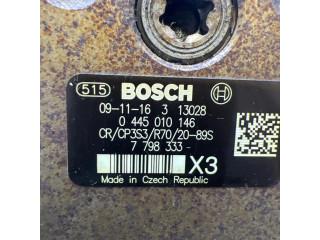 515 BOSCH
09-11-16 3 13028
0 445 010 146
CR/CP3S3/R70/20-89S
7 798 333
X3
Made in Czech Republic